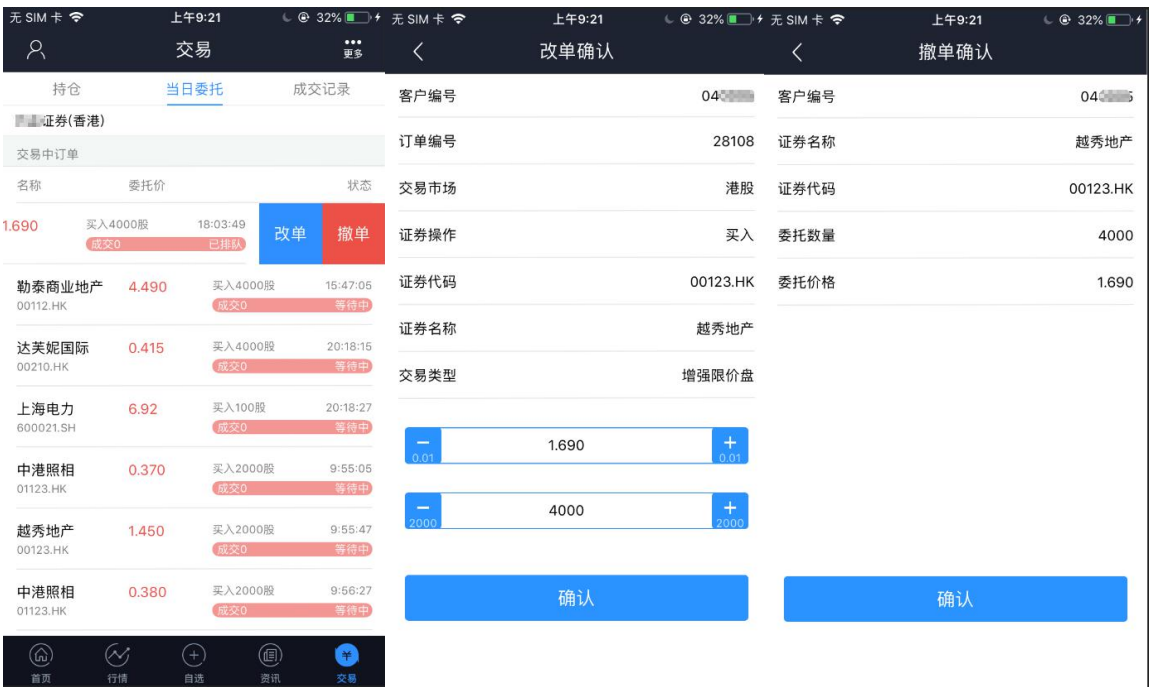 无 SIM 卡 上午9:21 32%
交易
更多
持仓 当日委托 成交记录
证券(香港)
交易中订单
名称 委托价 状态
1.690 买入4000股 18:03:49 改单 撤单
成交0 已排队
勒泰商业地产 4.490 买入4000股 15:47:05
00112.HK 成交0 等待中
达芙妮国际 0.415 买入4000股 20:18:15
00210.HK 成交0 等待中
上海电力 6.92 买入100股 20:18:27
600021.SH 成交0 等待中
中港照相 0.370 买入2000股 9:55:05
01123.HK 成交0 等待中
越秀地产 1.450 买入2000股 9:55:47
00123.HK 成交0 等待中
中港照相 0.380 买入2000股 9:56:27
01123.HK 成交0 等待中
首页 行情 自选 资讯 交易
无 SIM 卡 上午9:21 32%
改单确认
客户编号 04
订单编号 28108
交易市场 港股
证券操作 买入
证券代码 00123.HK
证券名称 越秀地产
交易类型 增强限价盘
− 1.690 +
0.01 0.01
− 4000 +
2000 2000
确认
无 SIM 卡 上午9:21 32%
撤单确认
客户编号 04
证券名称 越秀地产
证券代码 00123.HK
委托数量 4000
委托价格 1.690
确认